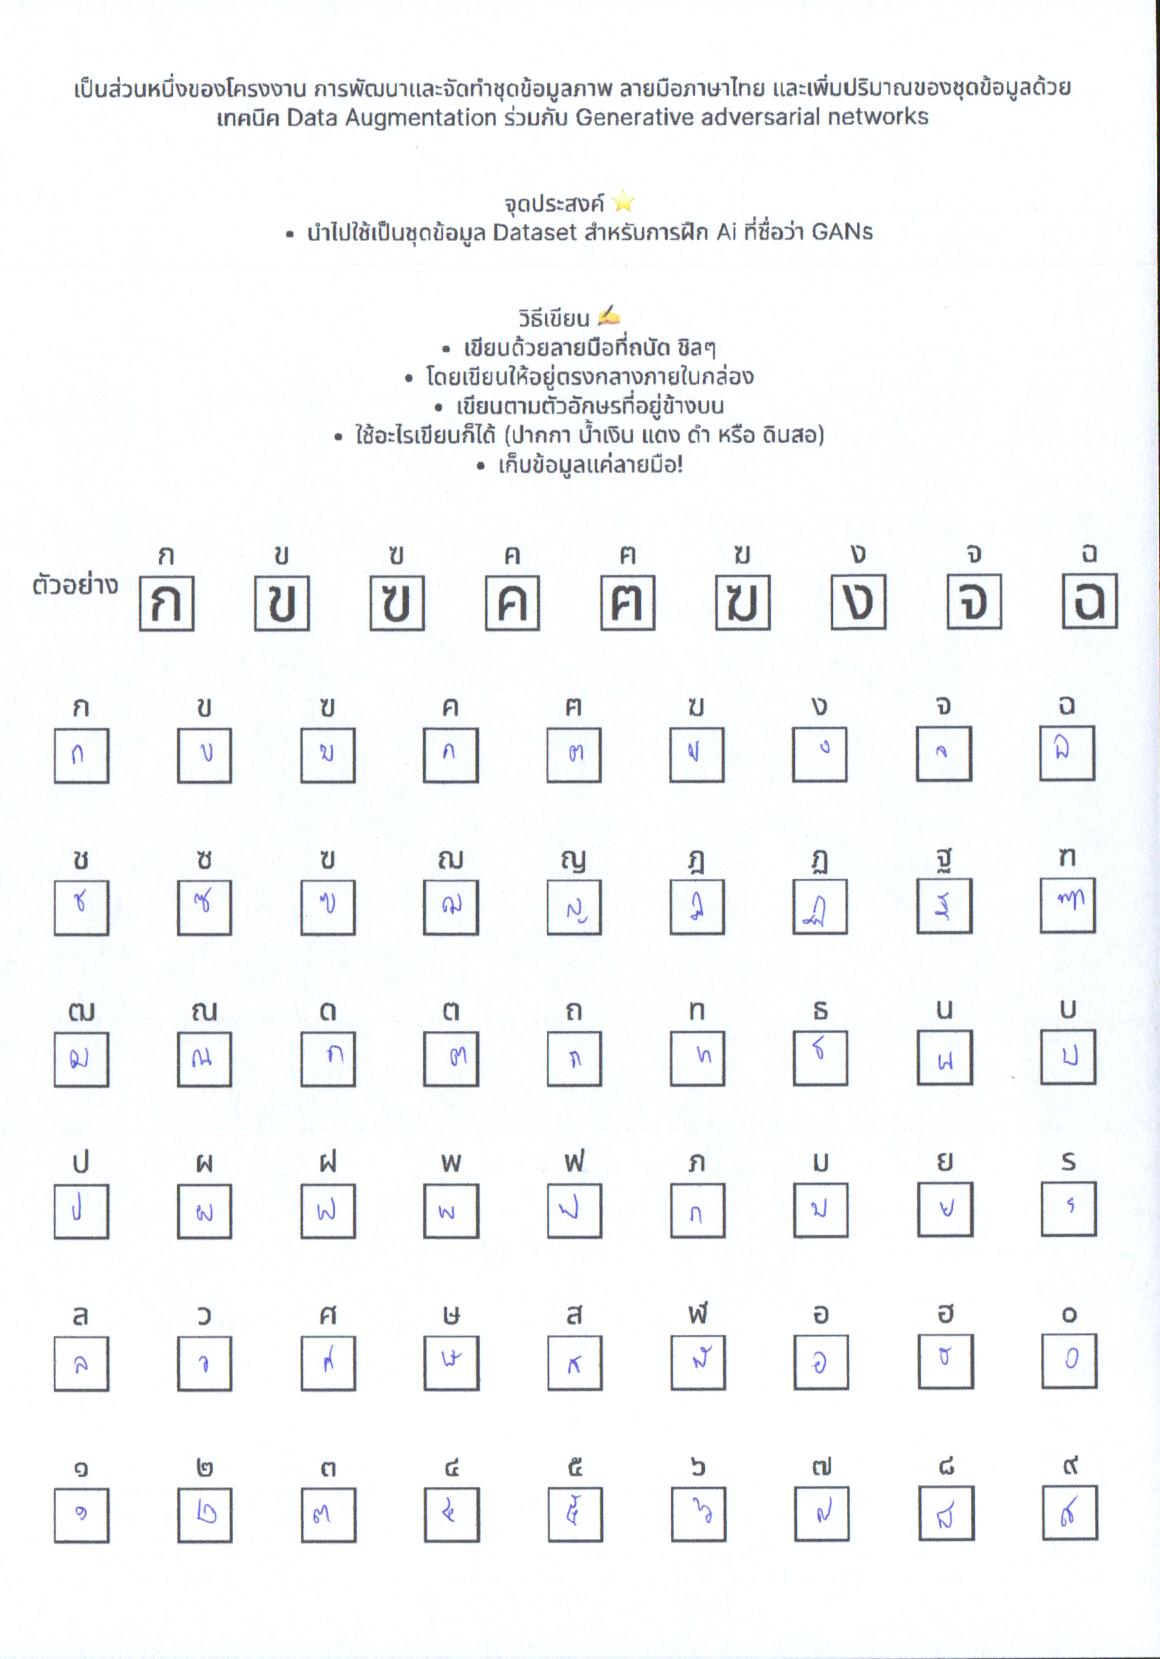 เป็นส่วนหนึ่งของโครงงาน การพัฒนาและจัดทำชุดข้อมูลภาพ ลายมือภาษาไทย และเพิ่มปริมาณของชุดข้อมูลด้วย
เทคนิค Data Augmentation ร่วมกับ Generative adversarial networks
จุดประสงค์ ⭐
• นำไปใช้เป็นชุดข้อมูล Dataset สำหรับการฝึก Ai ที่ชื่อว่า GANs
วิธีเขียน ✍
• เขียนด้วยลายมือที่ถนัด ชิลๆ
• โดยเขียนให้อยู่ตรงกลางภายในกล่อง
• เขียนตามตัวอักษรที่อยู่ข้างบน
• ใช้อะไรเขียนก็ได้ (ปากกา น้ำเงิน แดง ดำ หรือ ดินสอ)
• เก็บข้อมูลแค่ลายมือ!
ก ข ฃ ค ฅ ฆ ง จ ฉ
ตัวอย่าง ก ข ฃ ค ฅ ฆ ง จ ฉ
ก ข ฃ ค ฅ ฆ ง จ ฉ
ก ข ฃ ค ฅ ฆ ง จ ฉ
ช ซ ฃ ฌ ญ ฎ ฏ ฐ ฑ
ช ซ ฃ ฌ ญ ฎ ฏ ฐ ฑ
ฒ ณ ด ต ถ ท ธ น บ
ฒ ณ ด ต ถ ท ธ น บ
ป ผ ฝ พ ฟ ภ ม ย ร
ป ผ ฝ พ ฟ ภ ม ย ร
ล ว ศ ษ ส ฬ อ ฮ ๐
ล ว ศ ษ ส ฬ อ ฮ ๐
๑ ๒ ๓ ๔ ๕ ๖ ๗ ๘ ๙
๑ ๒ ๓ ๔ ๕ ๖ ๗ ๘ ๙